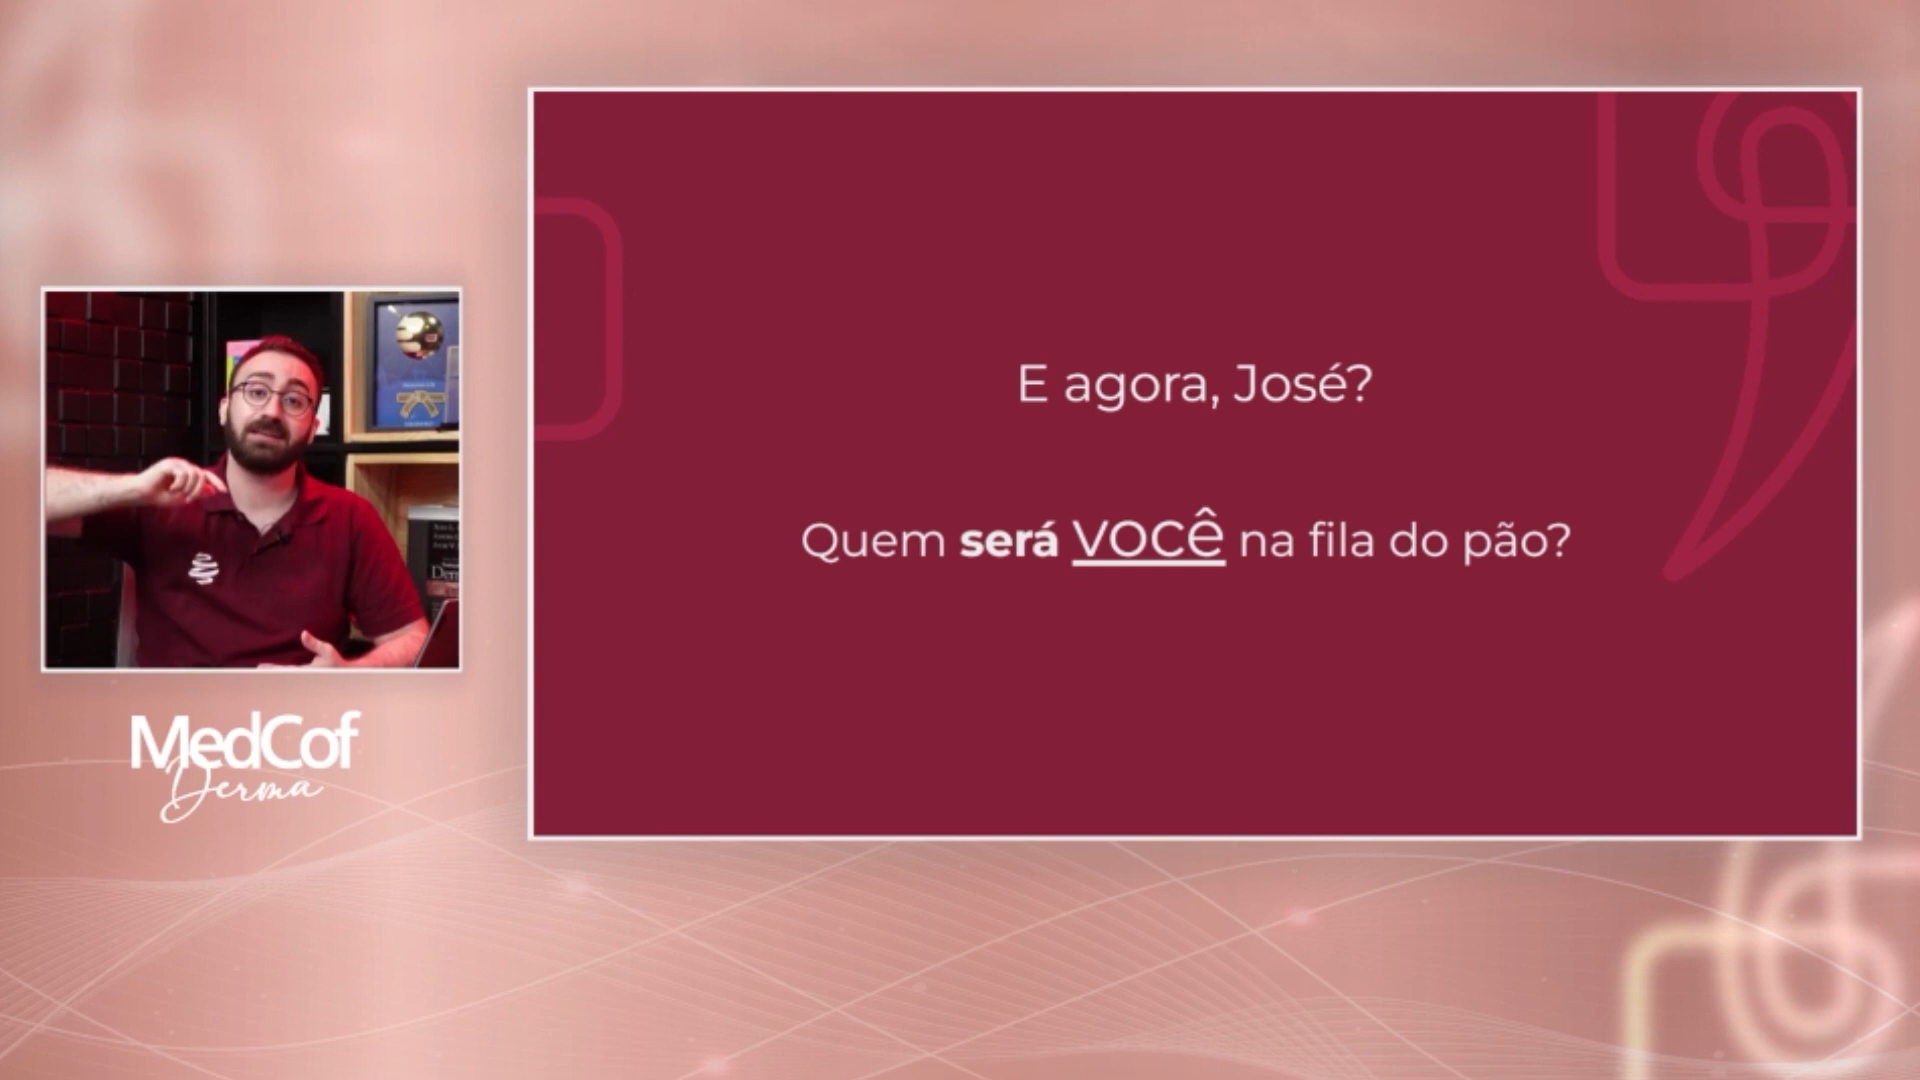 E agora, José?
Quem será VOCÊ na fila do pão?
MedCof
Derma